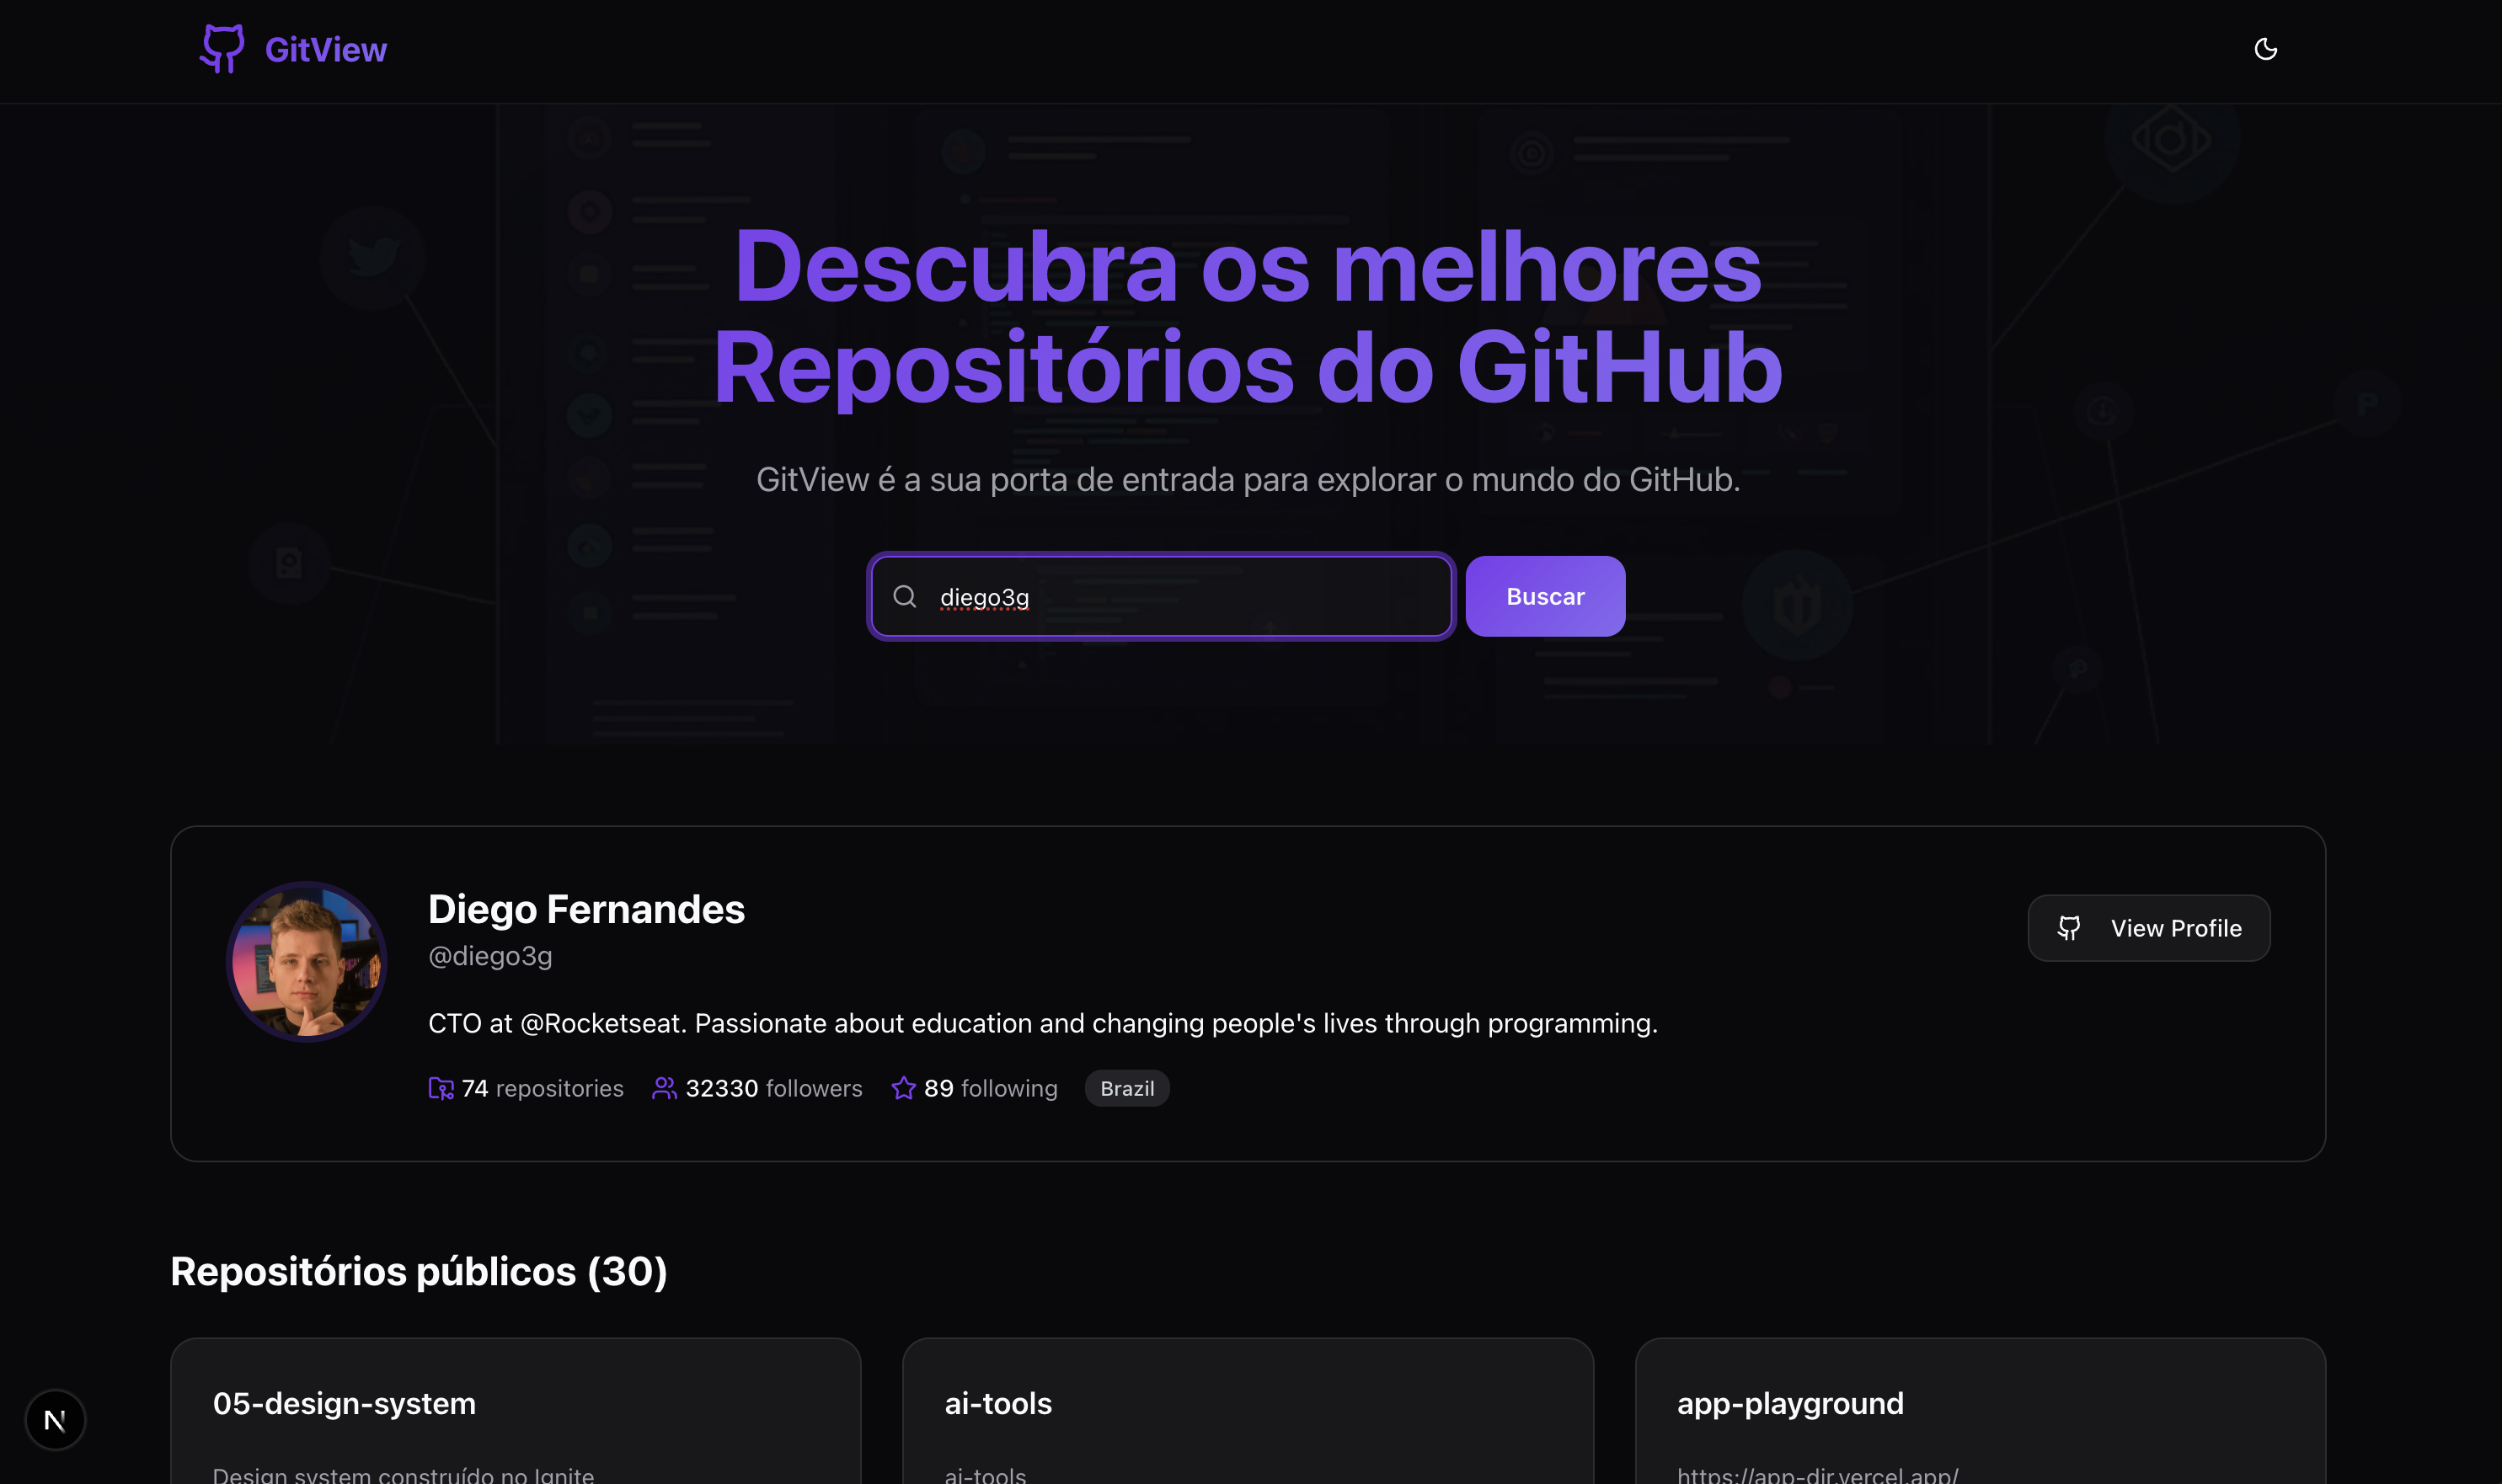 GitView
Descubra os melhores
Repositórios do GitHub
GitView é a sua porta de entrada para explorar o mundo do GitHub.
diego3g
Buscar
Diego Fernandes
@diego3g
View Profile
CTO at @Rocketseat. Passionate about education and changing people's lives through programming.
74 repositories 32330 followers 89 following Brazil
Repositórios públicos (30)
05-design-system
ai-tools
app-playground
N
Design system construído no Ignite
ai-tools
https://app-dir.vercel.app/